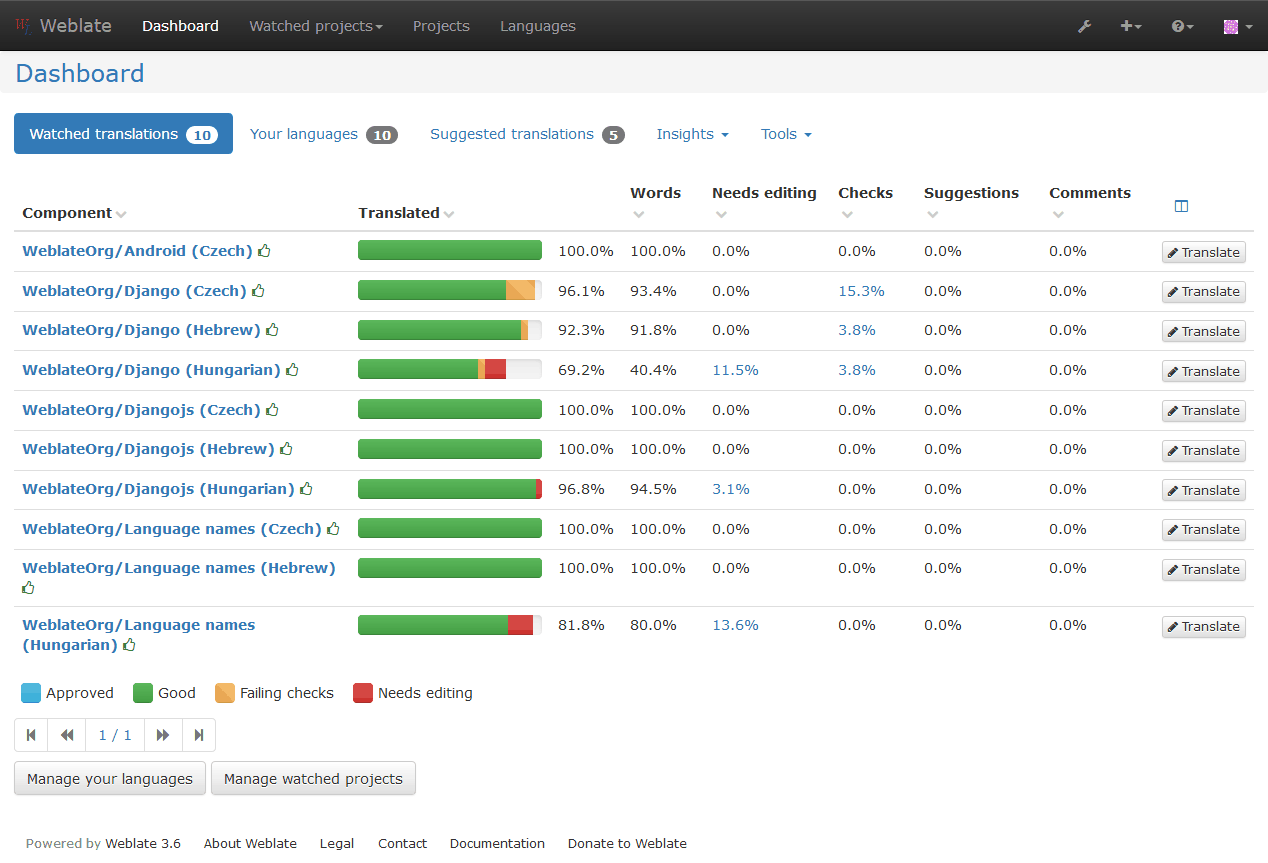 Weblate Dashboard Watched projects Projects Languages
Dashboard
Watched translations 10 Your languages 10 Suggested translations 5 Insights Tools
Component Translated Words Needs editing Checks Suggestions Comments
WeblateOrg/Android (Czech) 100.0% 100.0% 0.0% 0.0% 0.0% 0.0% Translate
WeblateOrg/Django (Czech) 96.1% 93.4% 0.0% 15.3% 0.0% 0.0% Translate
WeblateOrg/Django (Hebrew) 92.3% 91.8% 0.0% 3.8% 0.0% 0.0% Translate
WeblateOrg/Django (Hungarian) 69.2% 40.4% 11.5% 3.8% 0.0% 0.0% Translate
WeblateOrg/Djangojs (Czech) 100.0% 100.0% 0.0% 0.0% 0.0% 0.0% Translate
WeblateOrg/Djangojs (Hebrew) 100.0% 100.0% 0.0% 0.0% 0.0% 0.0% Translate
WeblateOrg/Djangojs (Hungarian) 96.8% 94.5% 3.1% 0.0% 0.0% 0.0% Translate
WeblateOrg/Language names (Czech) 100.0% 100.0% 0.0% 0.0% 0.0% 0.0% Translate
WeblateOrg/Language names (Hebrew) 100.0% 100.0% 0.0% 0.0% 0.0% 0.0% Translate
WeblateOrg/Language names 81.8% 80.0% 13.6% 0.0% 0.0% 0.0% Translate
(Hungarian)
Approved Good Failing checks Needs editing
1 / 1
Manage your languages Manage watched projects
Powered by Weblate 3.6 About Weblate Legal Contact Documentation Donate to Weblate